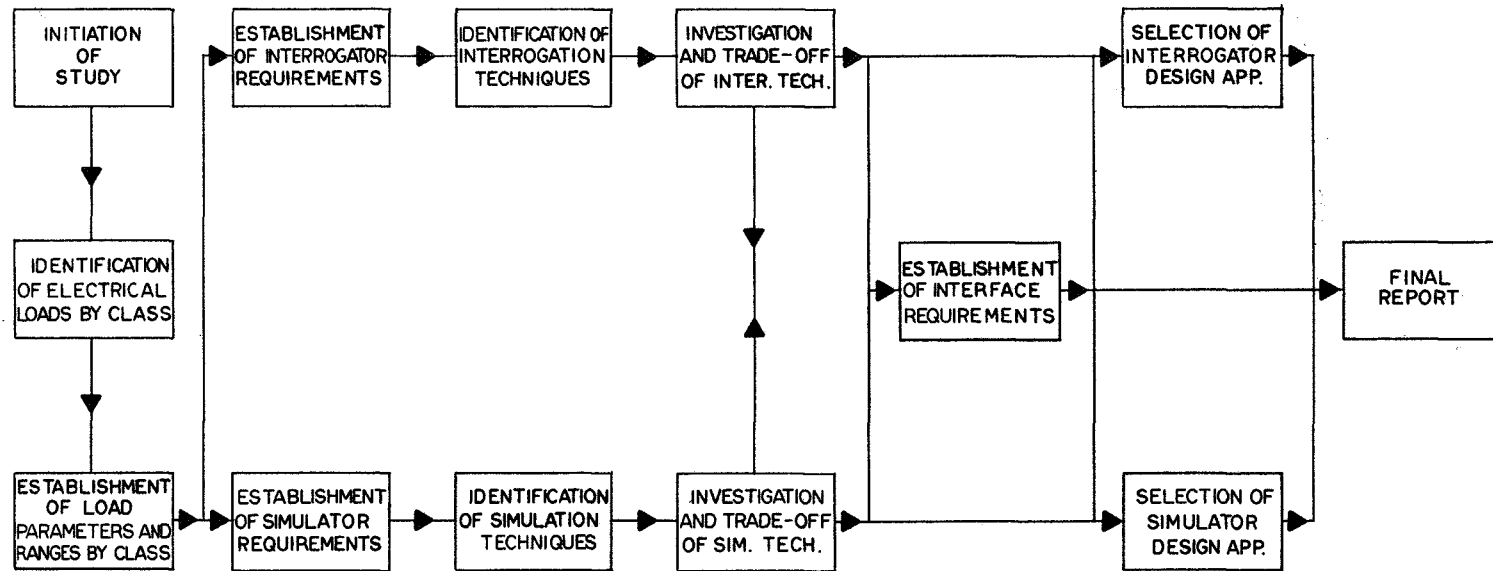 INITIATION
OF
STUDY
ESTABLISHMENT
OF INTERROGATOR
REQUIREMENTS
IDENTIFICATION OF
INTERROGATION
TECHNIQUES
INVESTIGATION
AND TRADE-OFF
OF INTER. TECH.
SELECTION OF
INTERROGATOR
DESIGN APP.
IDENTIFICATION
OF ELECTRICAL
LOADS BY CLASS
ESTABLISHMENT
OF INTERFACE
REQUIREMENTS
FINAL
REPORT
ESTABLISHMENT
OF LOAD
PARAMETERS AND
RANGES BY CLASS
ESTABLISHMENT
OF SIMULATOR
REQUIREMENTS
IDENTIFICATION
OF SIMULATION
TECHNIQUES
INVESTIGATION
AND TRADE-OFF
OF SIM. TECH.
SELECTION OF
SIMULATOR
DESIGN APP.